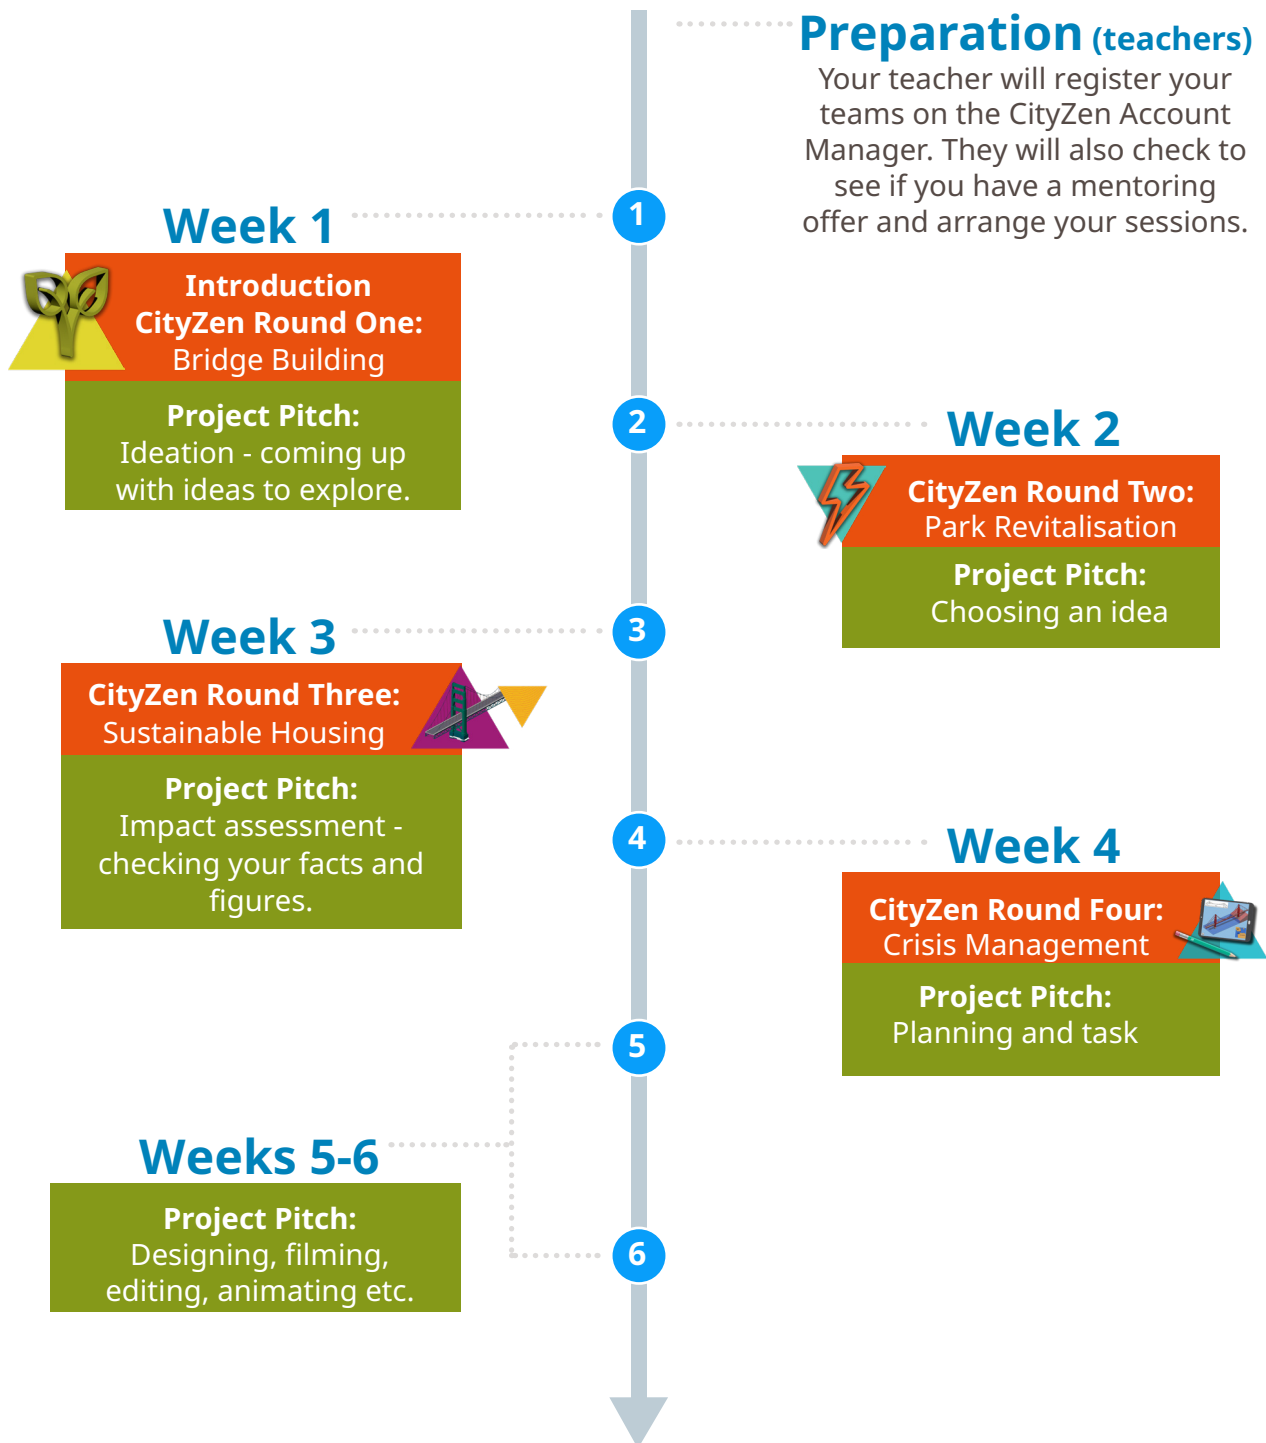 Preparation (teachers)
Your teacher will register your
teams on the CityZen Account
Manager. They will also check to
see if you have a mentoring
offer and arrange your sessions.
1
Week 1
Introduction
CityZen Round One:
Bridge Building
Project Pitch:
Ideation - coming up
with ideas to explore.
2
Week 2
CityZen Round Two:
Park Revitalisation
Project Pitch:
Choosing an idea
3
Week 3
CityZen Round Three:
Sustainable Housing
Project Pitch:
Impact assessment -
checking your facts and
figures.
4
Week 4
CityZen Round Four:
Crisis Management
Project Pitch:
Planning and task
5
Weeks 5-6
Project Pitch:
Designing, filming,
editing, animating etc.
6